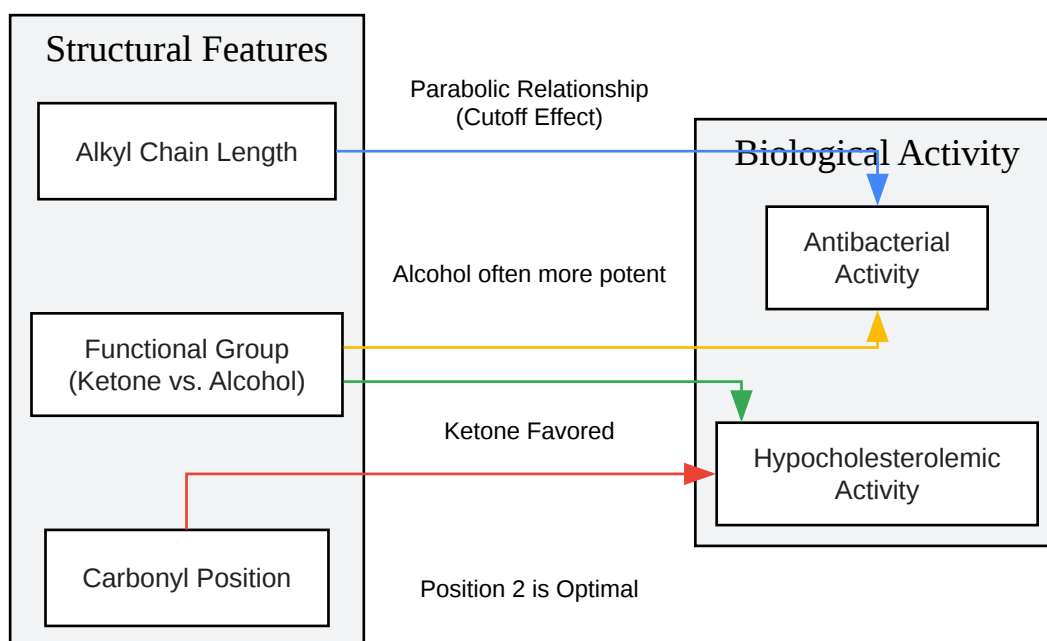 Structural Features
Alkyl Chain Length
Functional Group
(Ketone vs. Alcohol)
Carbonyl Position
Parabolic Relationship
(Cutoff Effect)
Alcohol often more potent
Ketone Favored
Position 2 is Optimal
Biological Activity
Antibacterial
Activity
Hypocholesterolemic
Activity